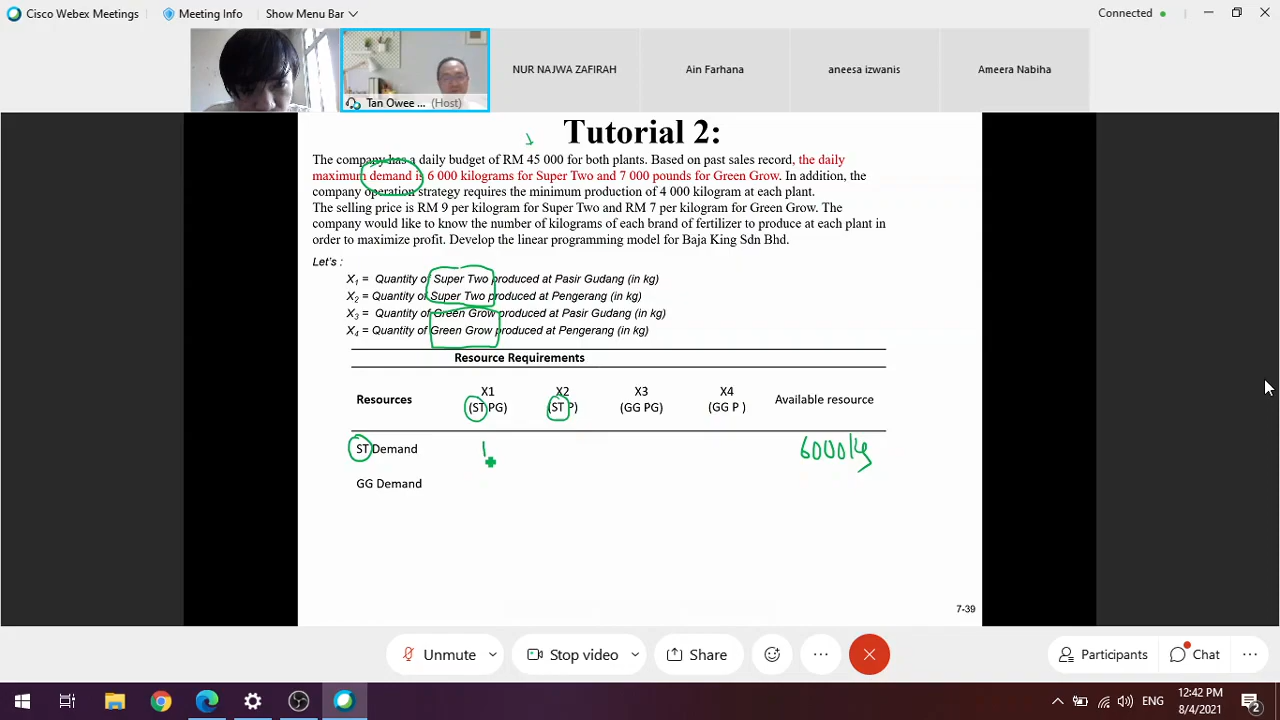 Cisco Webex Meetings
Meeting Info
Show Menu Bar
Connected
NUR NAJWA ZAFIRAH
Ain Farhana
aneesa izwanis
Ameera Nabiha
Tan Owee ... (Host)
Tutorial 2:
The company has a daily budget of RM 45 000 for both plants. Based on past sales record, the daily
maximum demand is 6 000 kilograms for Super Two and 7 000 pounds for Green Grow. In addition, the
company operation strategy requires the minimum production of 4 000 kilogram at each plant.
The selling price is RM 9 per kilogram for Super Two and RM 7 per kilogram for Green Grow. The
company would like to know the number of kilograms of each brand of fertilizer to produce at each plant in
order to maximize profit. Develop the linear programming model for Baja King Sdn Bhd.
Let's :
X1 = Quantity of Super Two produced at Pasir Gudang (in kg)
X2 = Quantity of Super Two produced at Pengerang (in kg)
X3 = Quantity of Green Grow produced at Pasir Gudang (in kg)
X4 = Quantity of Green Grow produced at Pengerang (in kg)
Resource Requirements
X1 X2 X3 X4
Resources (ST PG) (ST P) (GG PG) (GG P ) Available resource
ST Demand 1 6000kg
GG Demand
7-39
Unmute
Stop video
Share
Participants
Chat
ENG
12:42 PM
8/4/2021
2